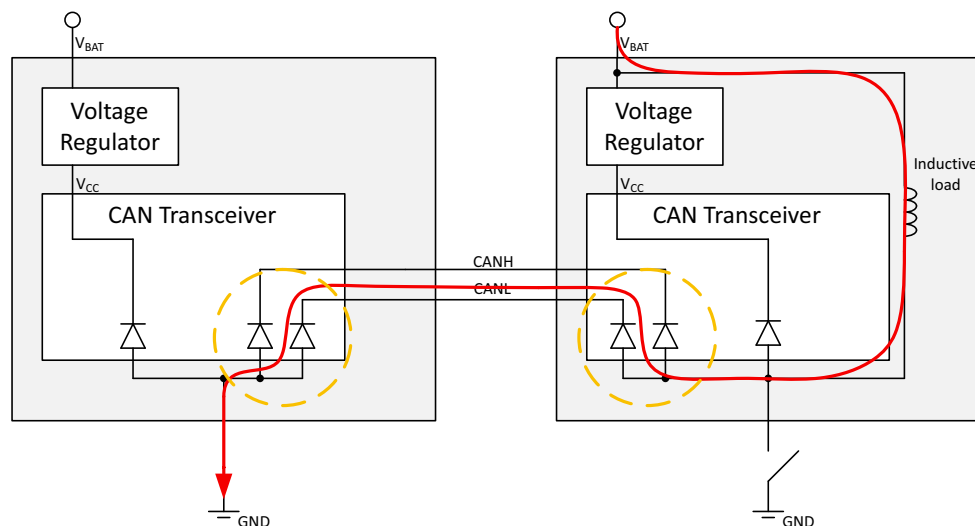 VBAT
Voltage
Regulator
VCC
CAN Transceiver
GND
CANH
CANL
VBAT
Voltage
Regulator
VCC
CAN Transceiver
Inductive
load
GND